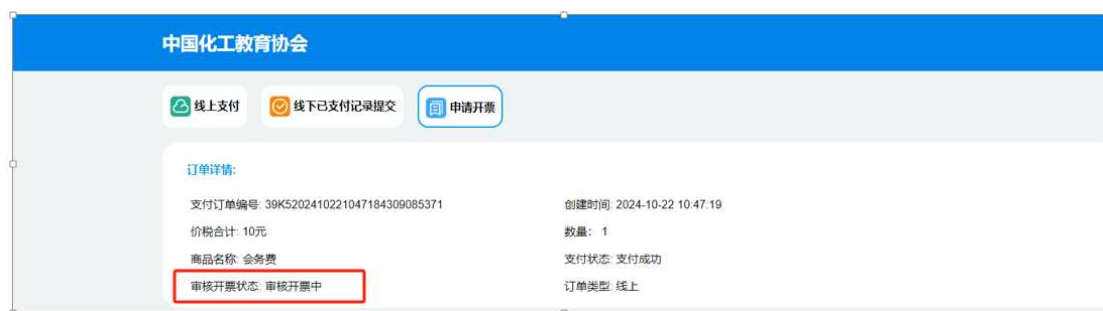 中国化工教育协会
线上支付 线下已支付记录提交 申请开票
订单详情:
支付订单编号: 39K5202410221047184309085371 创建时间: 2024-10-22 10:47:19
价税合计: 10元 数量: 1
商品名称: 会务费 支付状态: 支付成功
审核开票状态: 审核开票中 订单类型: 线上